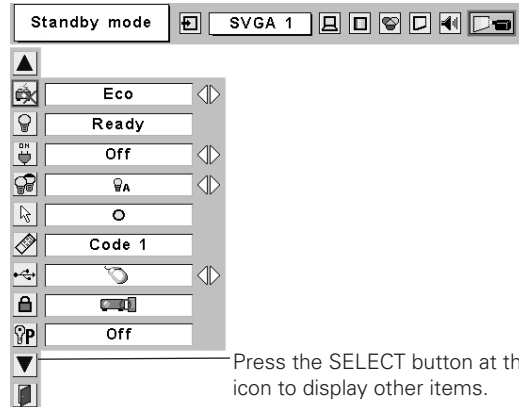 Standby mode
SVGA 1
Eco
Ready
ON
Off
A
Code 1
P
Off
Press the SELECT button at th
icon to display other items.